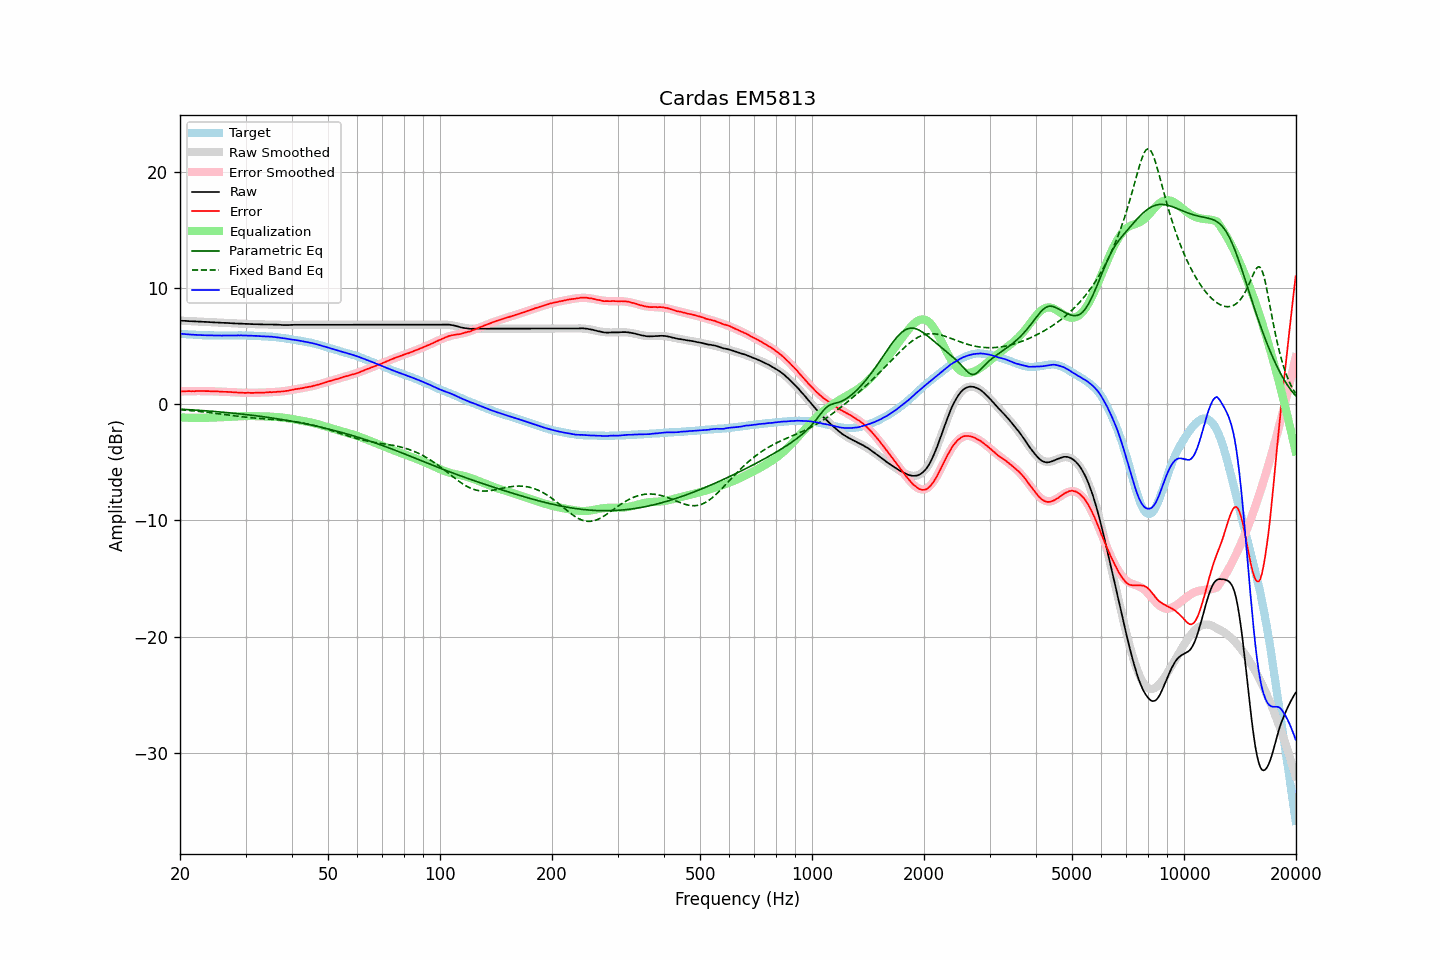 Cardas EM5813
Target
Raw Smoothed
Error Smoothed
Raw
Error
Equalization
Parametric Eq
Fixed Band Eq
Equalized
20
10
0
−10
−20
−30
Amplitude (dBr)
20 50 100 200 500 1000 2000 5000 10000 20000
Frequency (Hz)